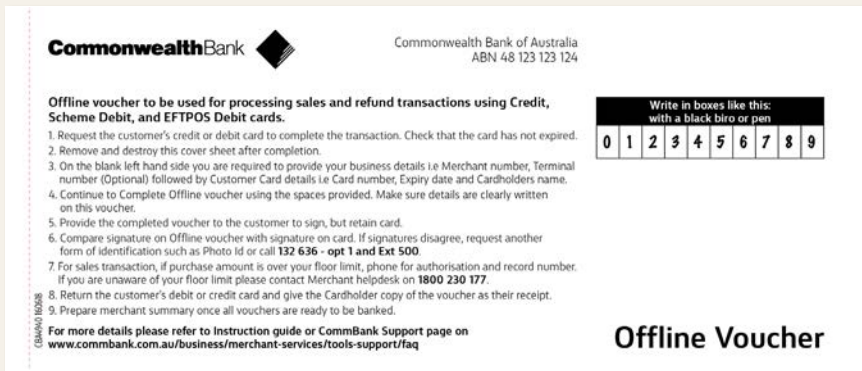 CommonwealthBank
Commonwealth Bank of Australia
ABN 48 123 123 124
Offline voucher to be used for processing sales and refund transactions using Credit,
Scheme Debit, and EFTPOS Debit cards.
1. Request the customer's credit or debit card to complete the transaction. Check that the card has not expired.
2. Remove and destroy this cover sheet after completion.
3. On the blank left hand side you are required to provide your business details i.e Merchant number, Terminal
number (Optional) followed by Customer Card details i.e Card number, Expiry date and Cardholders name.
4. Continue to Complete Offline voucher using the spaces provided. Make sure details are clearly written
on this voucher.
5. Provide the completed voucher to the customer to sign, but retain card.
6. Compare signature on Offline voucher with signature on card. If signatures disagree, request another
form of identification such as Photo Id or call 132 636 - opt 1 and Ext 500.
7. For sales transaction, if purchase amount is over your floor limit, phone for authorisation and record number.
If you are unaware of your floor limit please contact Merchant helpdesk on 1800 230 177.
8. Return the customer's debit or credit card and give the Cardholder copy of the voucher as their receipt.
9. Prepare merchant summary once all vouchers are ready to be banked.
For more details please refer to Instruction guide or CommBank Support page on
www.commbank.com.au/business/merchant-services/tools-support/faq
Write in boxes like this:
with a black biro or pen
0 1 2 3 4 5 6 7 8 9
Offline Voucher